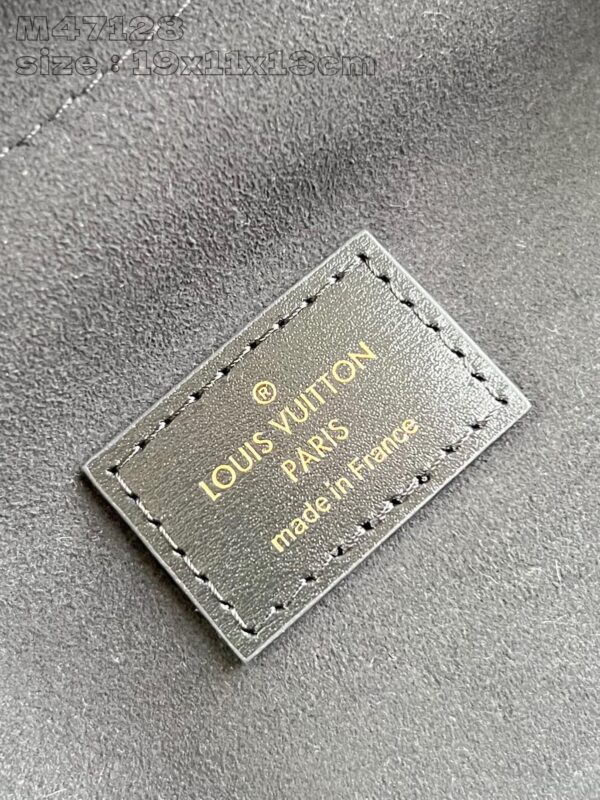 M47128
size : 19x11x13cm
®
LOUIS VUITTON
PARIS
made in France